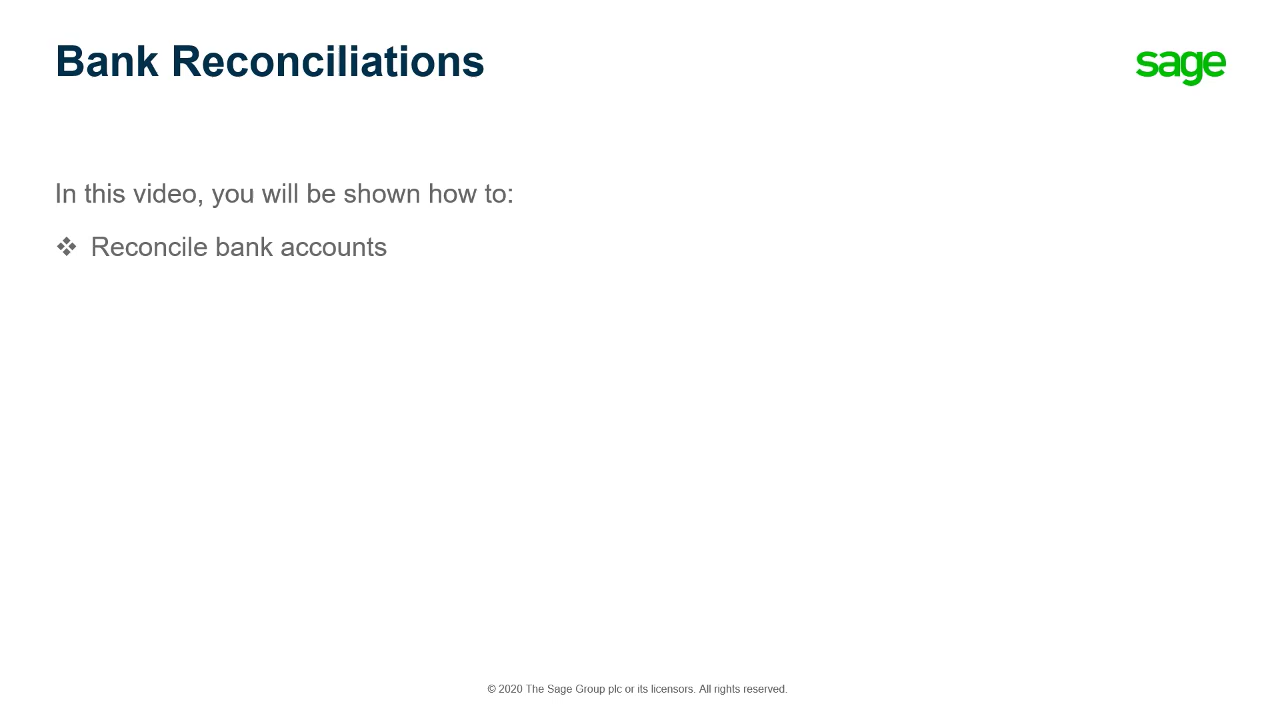 Bank Reconciliations
sage
In this video, you will be shown how to:
❖ Reconcile bank accounts
© 2020 The Sage Group plc or its licensors. All rights reserved.